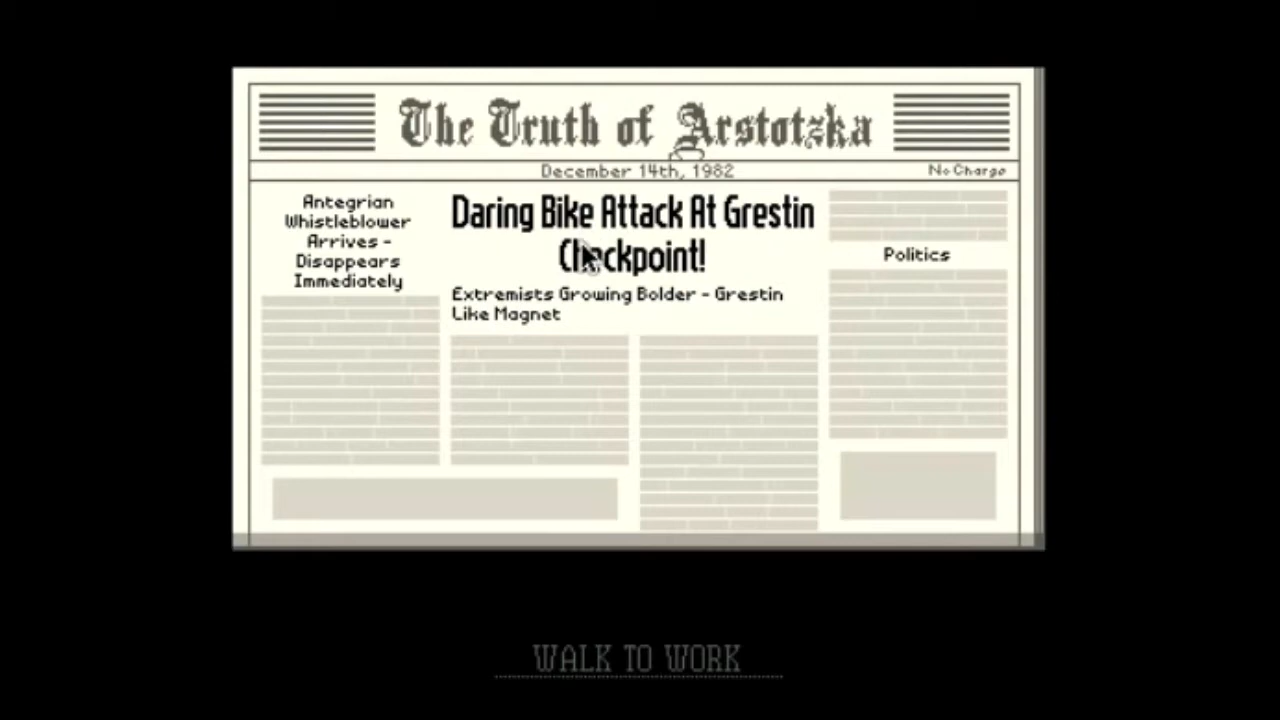 The Truth of Arstotzka
December 14th, 1982
No Charge
Antegrian
Whistleblower
Arrives -
Disappears
Immediately
Daring Bike Attack At Grestin
Checkpoint!
Extremists Growing Bolder - Grestin
Like Magnet
Politics
WALK TO WORK